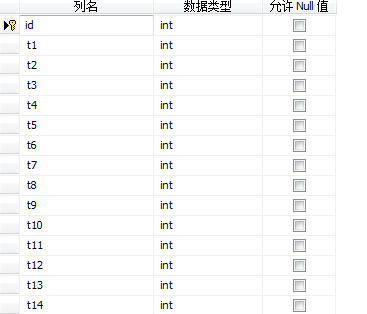 列名 数据类型 允许 Null 值
id int
t1 int
t2 int
t3 int
t4 int
t5 int
t6 int
t7 int
t8 int
t9 int
t10 int
t11 int
t12 int
t13 int
t14 int